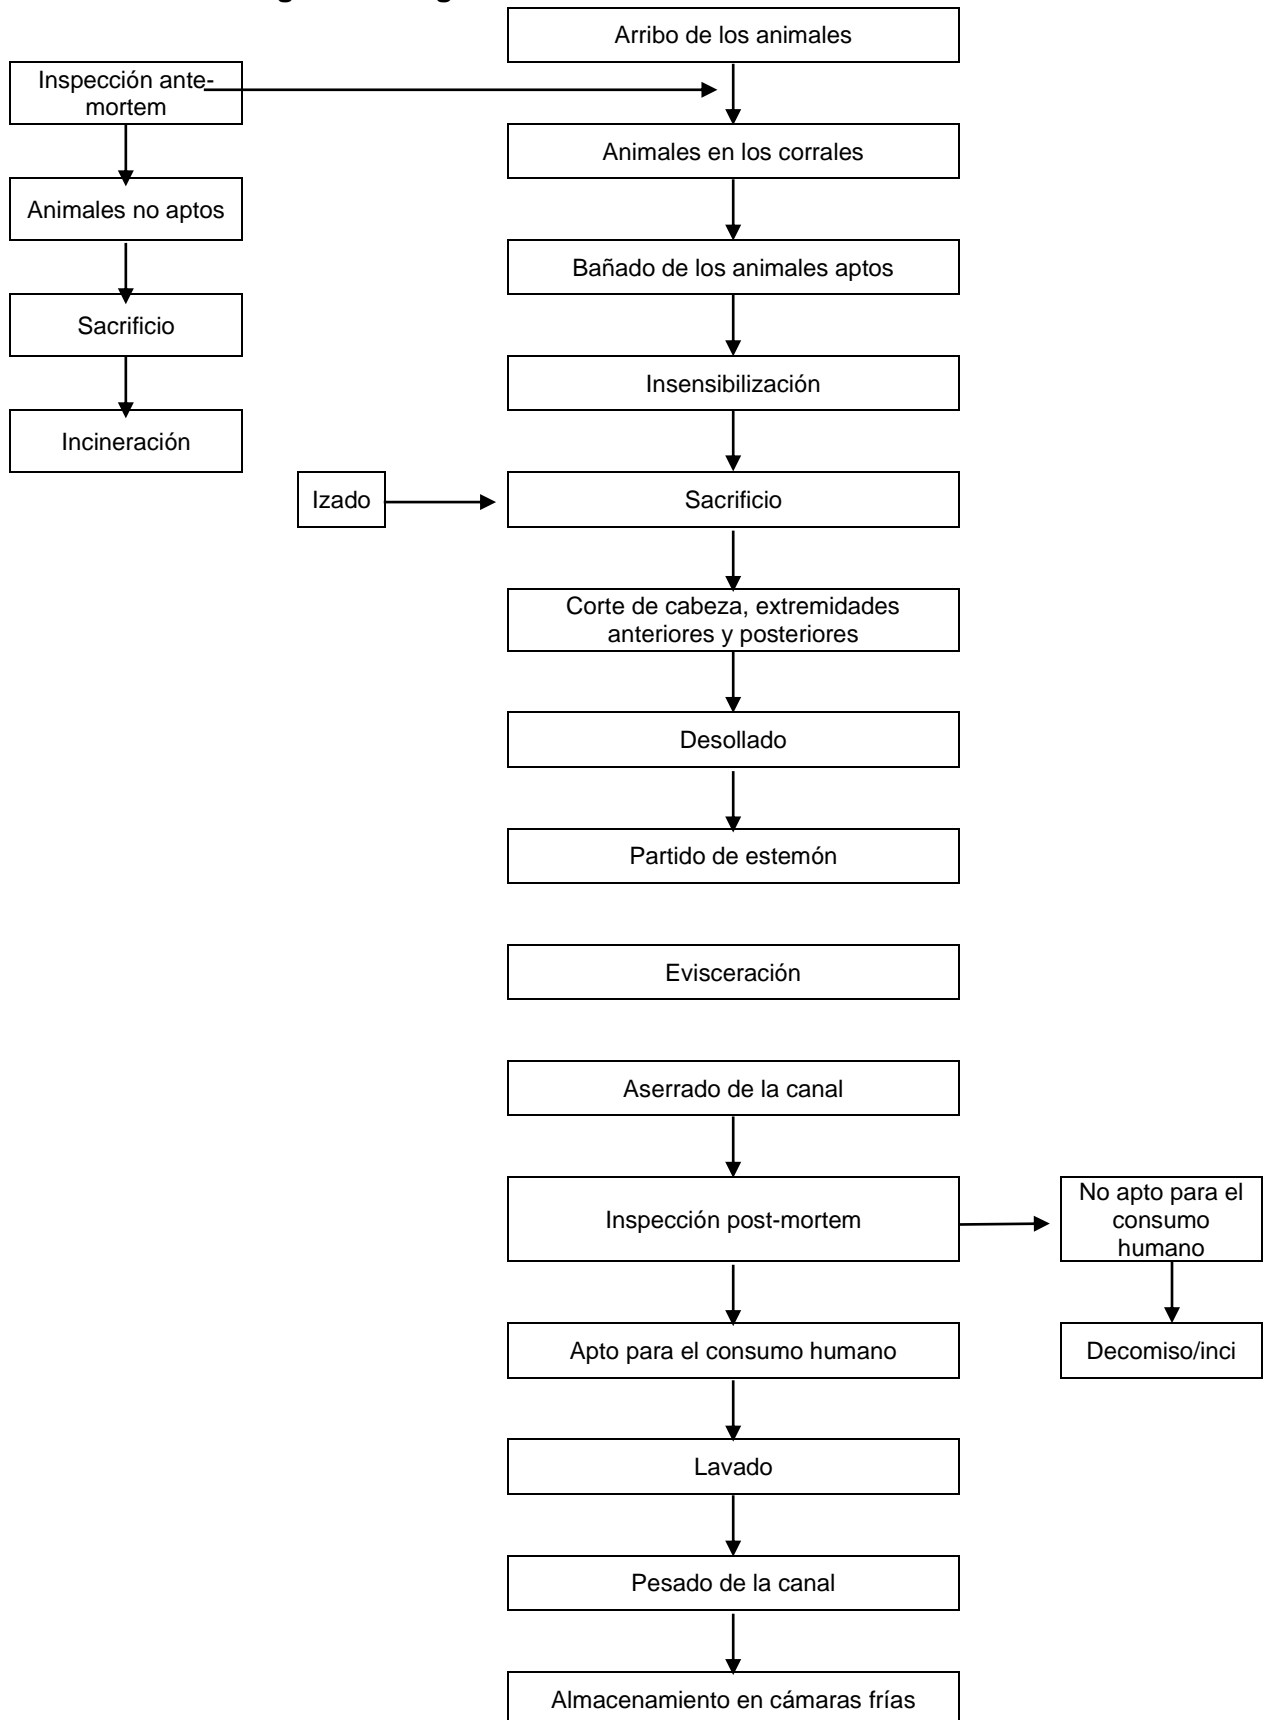 Arribo de los animales
Inspección ante-
mortem
Animales en los corrales
Animales no aptos
Bañado de los animales aptos
Sacrificio
Insensibilización
Incineración
Izado
Sacrificio
Corte de cabeza, extremidades
anteriores y posteriores
Desollado
Partido de estemón
Evisceración
Aserrado de la canal
Inspección post-mortem
No apto para el
consumo
humano
Apto para el consumo humano
Decomiso/inci
Lavado
Pesado de la canal
Almacenamiento en cámaras frías